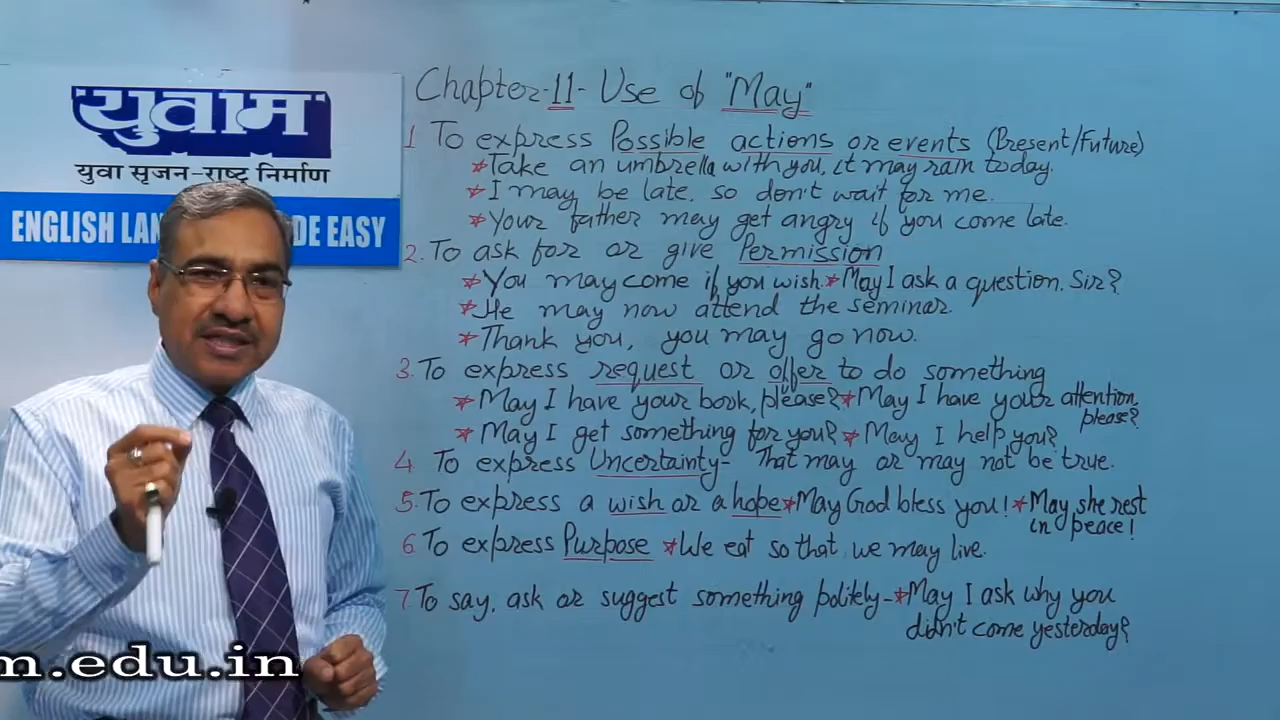 युवाम
युवा सृजन-राष्ट्र निर्माण
ENGLISH LAN DE EASY
Chapter-11- Use of "May"
1 To express Possible actions or events (Present/Future)
*Take an umbrella with you, it may rain today.
*I may be late, so don't wait for me.
*Your father may get angry if you come late.
2. To ask for or give Permission
*You may come if you wish.*May I ask a question. Sir?
*He may now attend the seminar.
*Thank you, you may go now.
3. To express request or offer to do something
*May I have your book, please?*May I have your attention
please?
*May I get something for you?*May I help you?
4 To express Uncertainty- That may or may not be true.
5. To express a wish or a hope*May God bless you!*May she rest
in peace!
6. To express Purpose *We eat so that we may live.
7. To say, ask or suggest something politely-*May I ask why you
didn't come yesterday?
m.edu.in